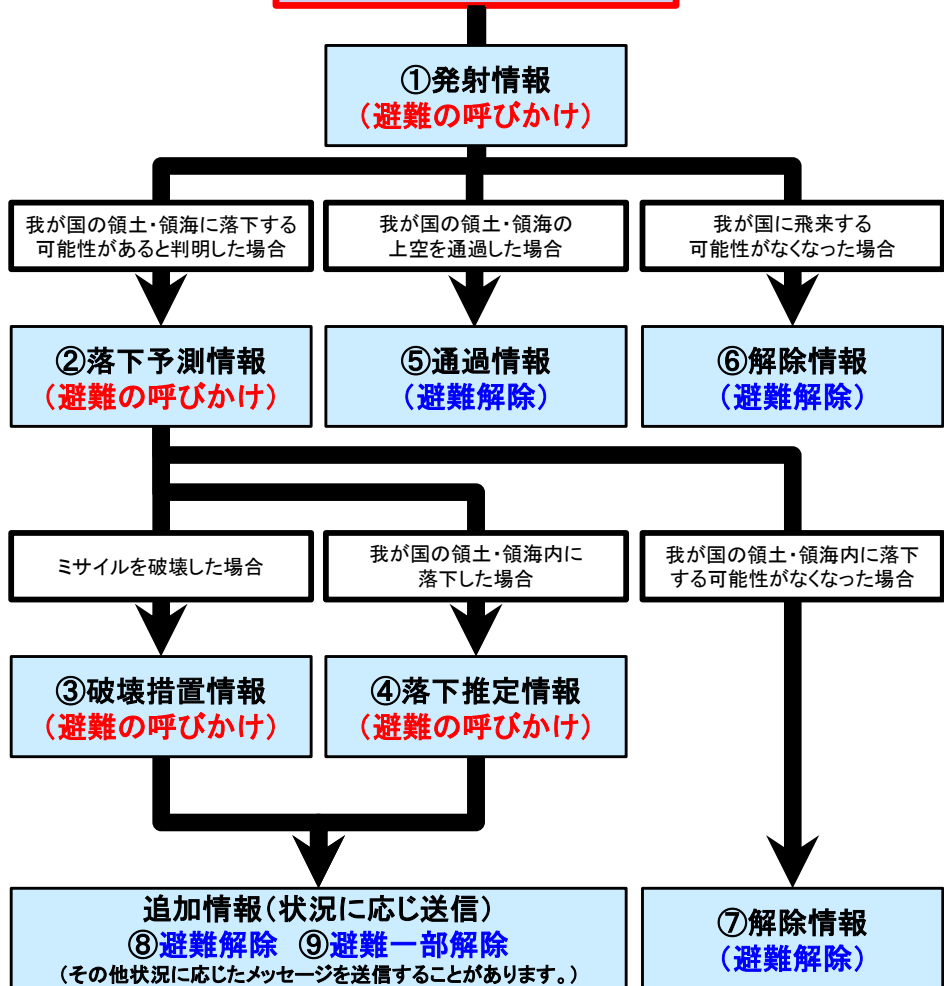 ①発射情報
（避難の呼びかけ）
我が国の領土・領海に落下する
可能性があると判明した場合
我が国の領土・領海の
上空を通過した場合
我が国に飛来する
可能性がなくなった場合
②落下予測情報
（避難の呼びかけ）
⑤通過情報
（避難解除）
⑥解除情報
（避難解除）
ミサイルを破壊した場合
我が国の領土・領海内に
落下した場合
我が国の領土・領海内に落下
する可能性がなくなった場合
③破壊措置情報
（避難の呼びかけ）
④落下推定情報
（避難の呼びかけ）
追加情報（状況に応じ送信）
⑧避難解除 ⑨避難一部解除
（その他状況に応じたメッセージを送信することがあります。）
⑦解除情報
（避難解除）